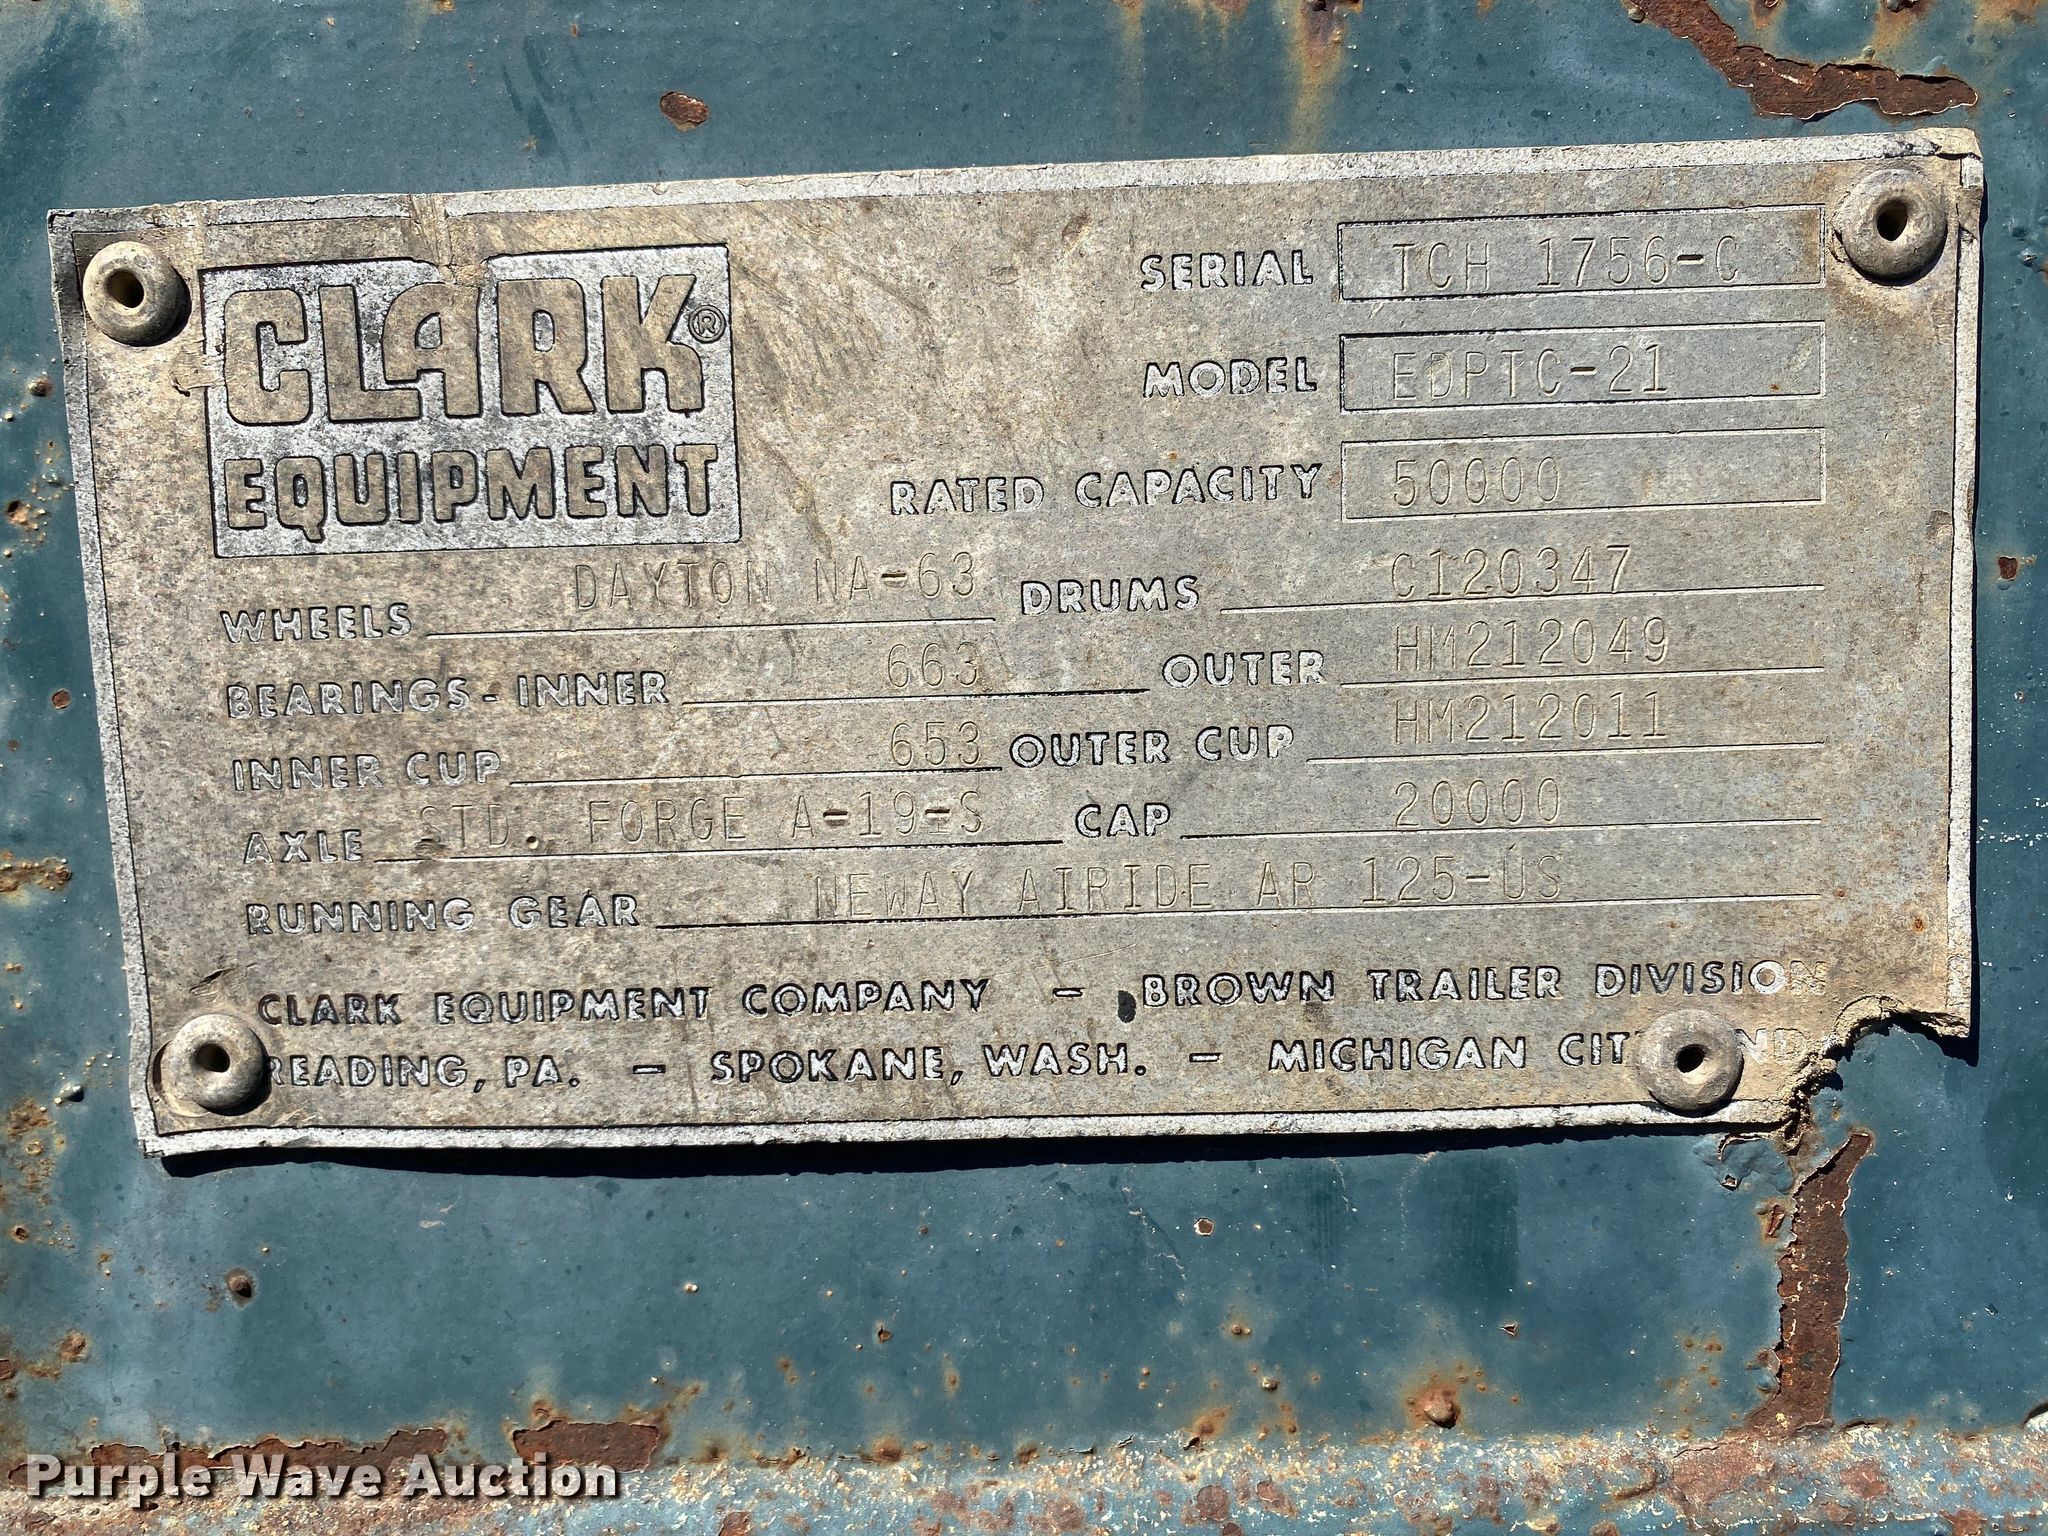 CLARK®
EQUIPMENT
SERIAL TCH 1756-C
MODEL EDPTC-21
RATED CAPACITY 50000
WHEELS DAYTON NA-63 DRUMS C120347
BEARINGS - INNER 663 OUTER HM212049
INNER CUP 653 OUTER CUP HM212011
AXLE STD. FORGE A-19-S CAP 20000
RUNNING GEAR NEWAY AIRIDE AR 125-US
CLARK EQUIPMENT COMPANY - BROWN TRAILER DIVISION
READING, PA. - SPOKANE, WASH. - MICHIGAN CIT ND
Purple Wave Auction